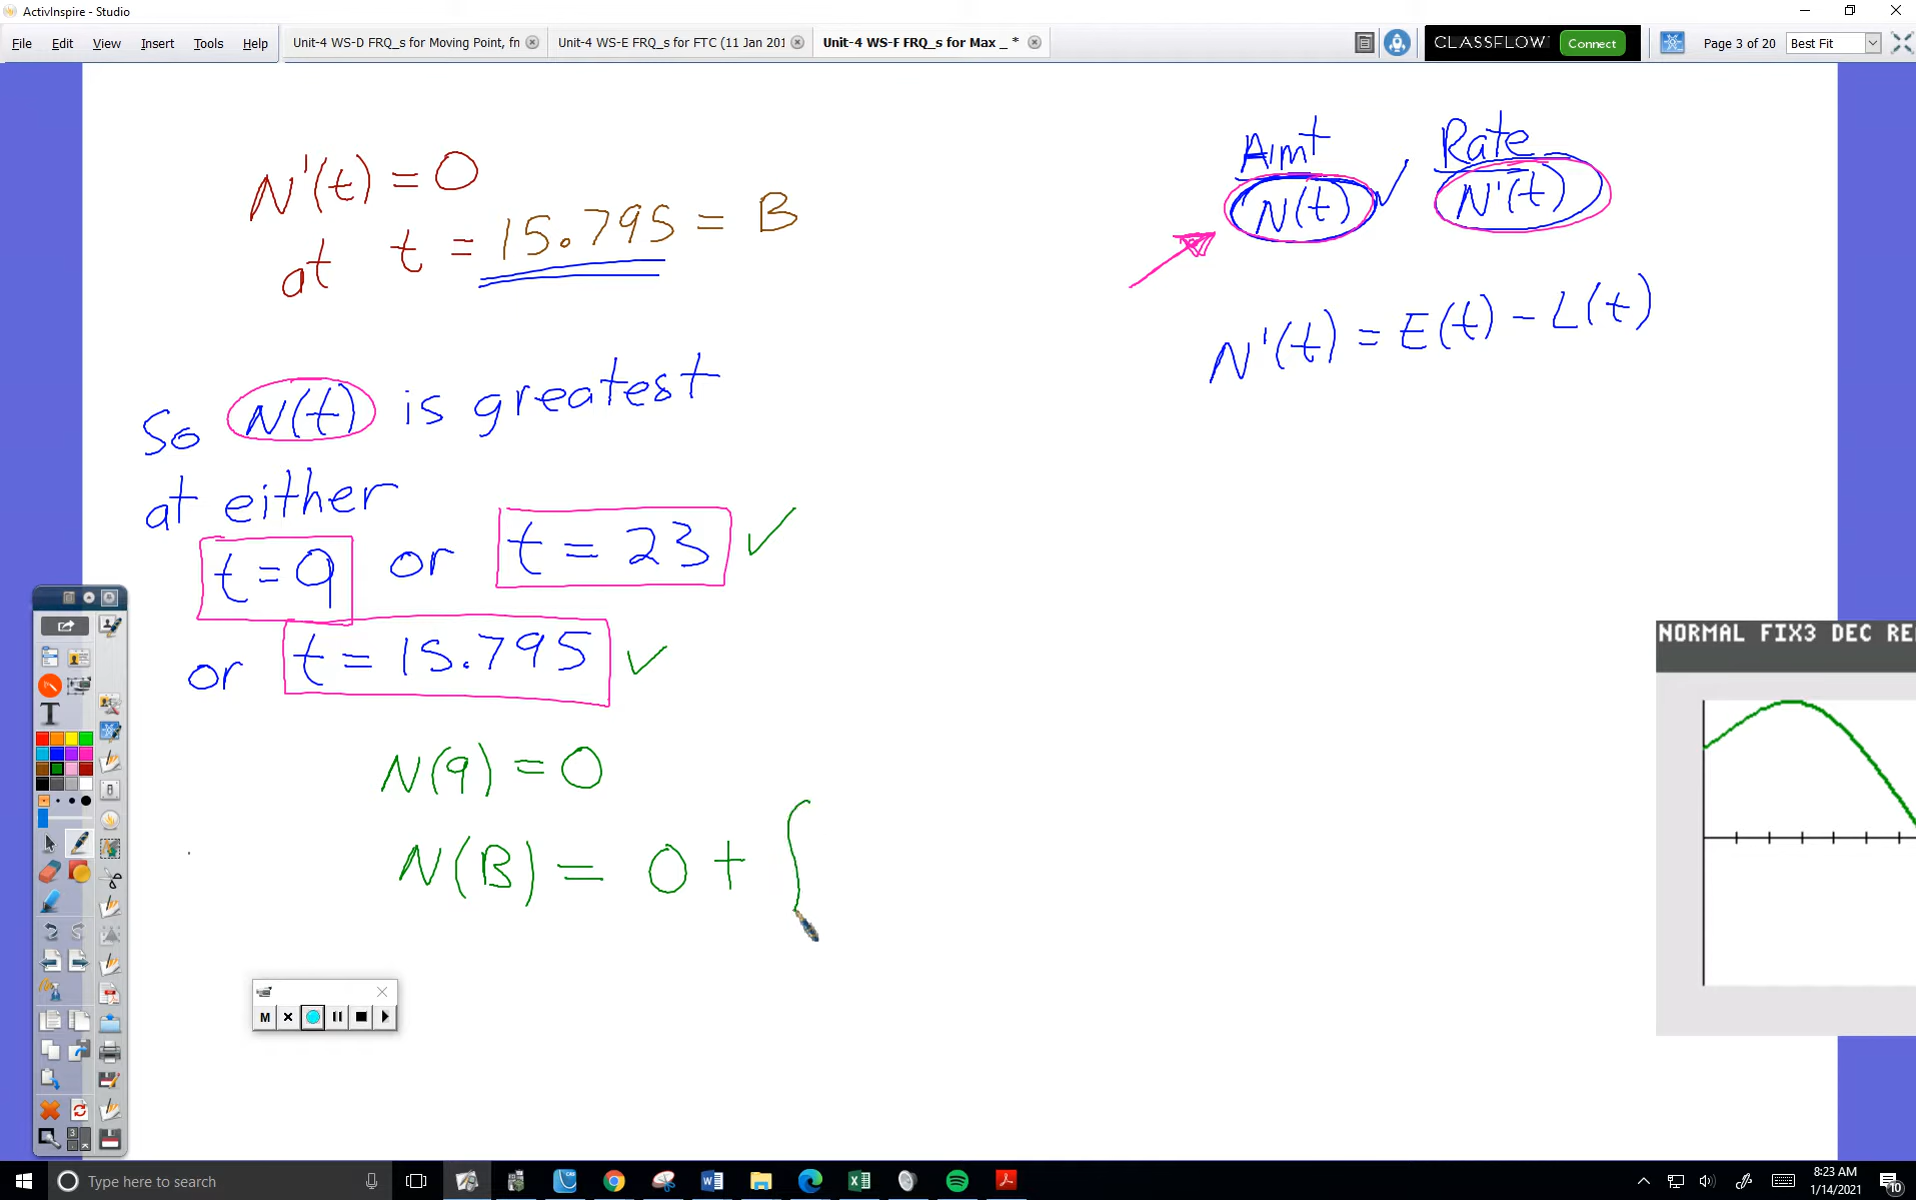 ActivInspire - Studio
File Edit View Insert Tools Help
Unit-4 WS-D FRQ_s for Moving Point, fn
Unit-4 WS-E FRQ_s for FTC (11 Jan 201
Unit-4 WS-F FRQ_s for Max _ *
CLASSFLOW
Connect
Page 3 of 20
Best Fit
N'(t) = 0
at t = 15.795 = B
Amt Rate
N(t) N'(t)
N'(t) = E(t) - L(t)
So N(t) is greatest
at either
t = 9 or t = 23
or t = 15.795
N(9) = 0
N(B) = 0 + ∫
NORMAL FIX3 DEC RE
T
3
M
Type here to search
8:23 AM
1/14/2021
10